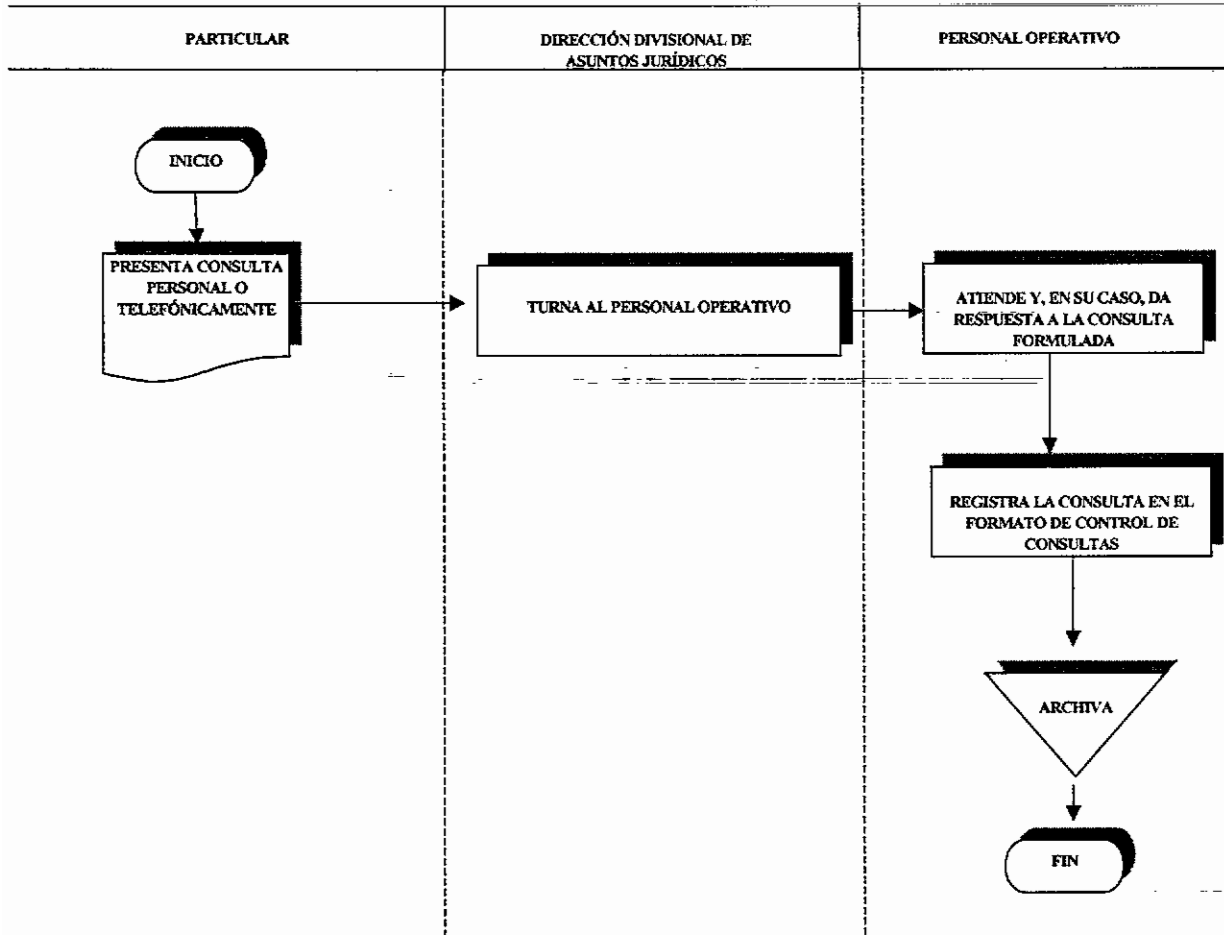 PARTICULAR
DIRECCIÓN DIVISIONAL DE
ASUNTOS JURÍDICOS
PERSONAL OPERATIVO
INICIO
PRESENTA CONSULTA
PERSONAL O
TELEFÓNICAMENTE
TURNA AL PERSONAL OPERATIVO
ATIENDE Y, EN SU CASO, DA
RESPUESTA A LA CONSULTA
FORMULADA
REGISTRA LA CONSULTA EN EL
FORMATO DE CONTROL DE
CONSULTAS
ARCHIVA
FIN